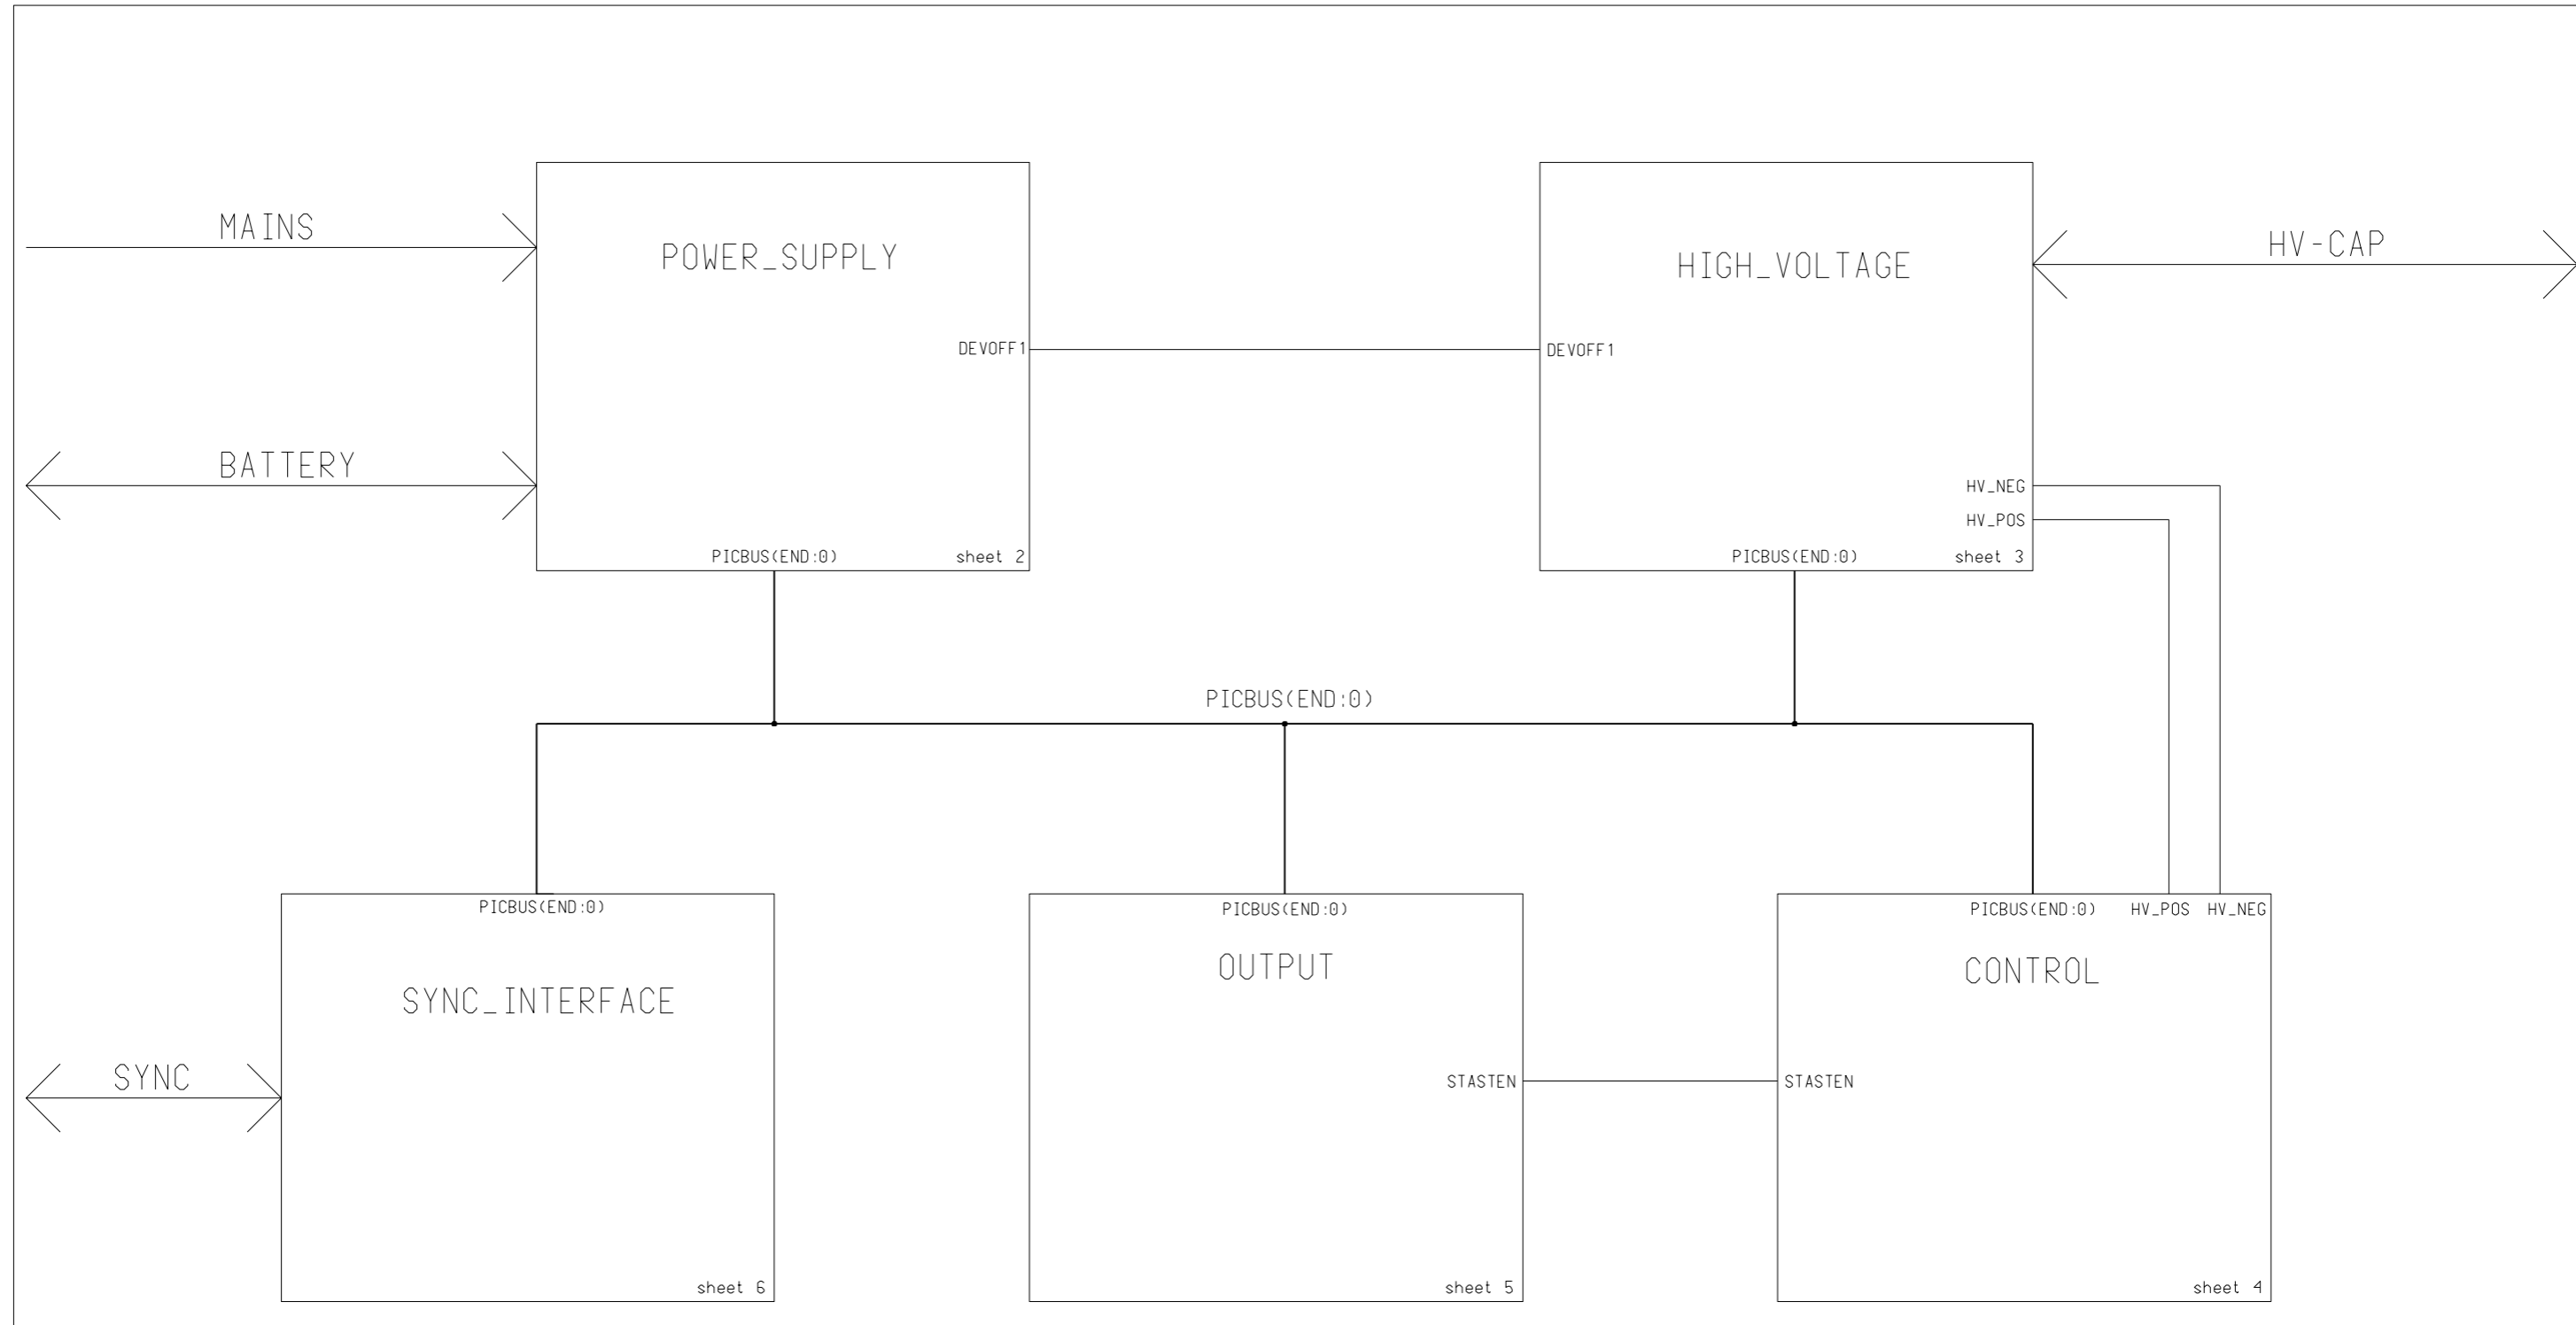 MAINS
POWER_SUPPLY
HIGH_VOLTAGE
HV-CAP
DEVOFF1
DEVOFF1
BATTERY
HV_NEG
HV_POS
PICBUS(END:0)
sheet 2
PICBUS(END:0)
sheet 3
PICBUS(END:0)
PICBUS(END:0)
PICBUS(END:0)
PICBUS(END:0)
HV_POS
HV_NEG
SYNC_INTERFACE
OUTPUT
CONTROL
SYNC
STASTEN
STASTEN
sheet 6
sheet 5
sheet 4